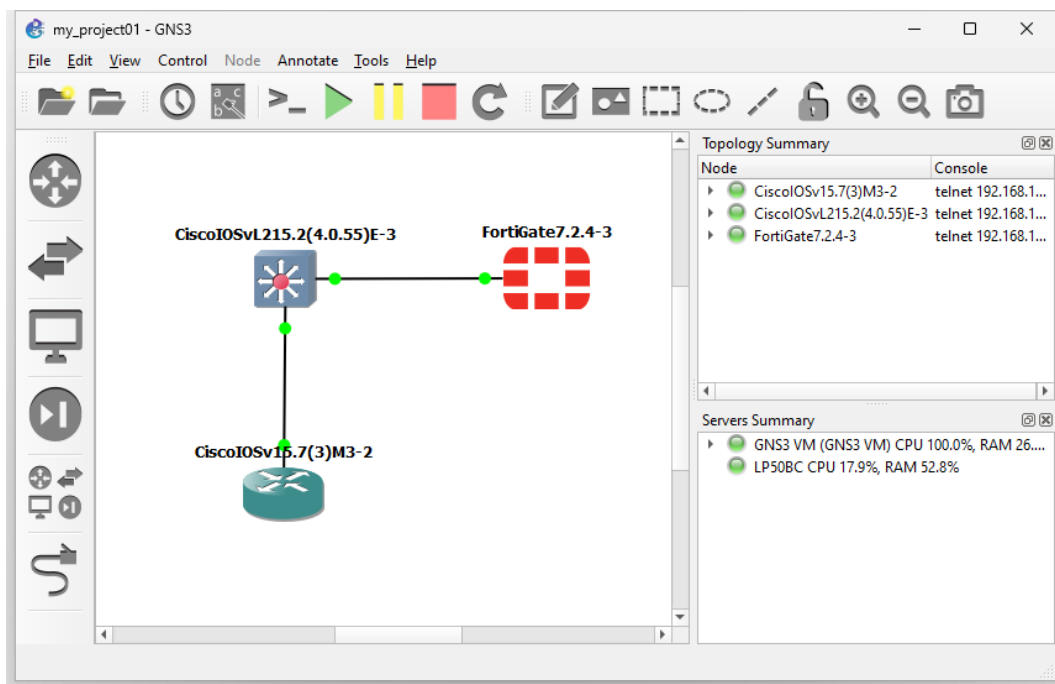 my_project01 - GNS3
File Edit View Control Node Annotate Tools Help
a c
b
>_
CiscoIOSvL215.2(4.0.55)E-3
FortiGate7.2.4-3
CiscoIOSv15.7(3)M3-2
Topology Summary
Node Console
CiscoIOSv15.7(3)M3-2 telnet 192.168.1...
CiscoIOSvL215.2(4.0.55)E-3 telnet 192.168.1...
FortiGate7.2.4-3 telnet 192.168.1...
Servers Summary
GNS3 VM (GNS3 VM) CPU 100.0%, RAM 26....
LP50BC CPU 17.9%, RAM 52.8%